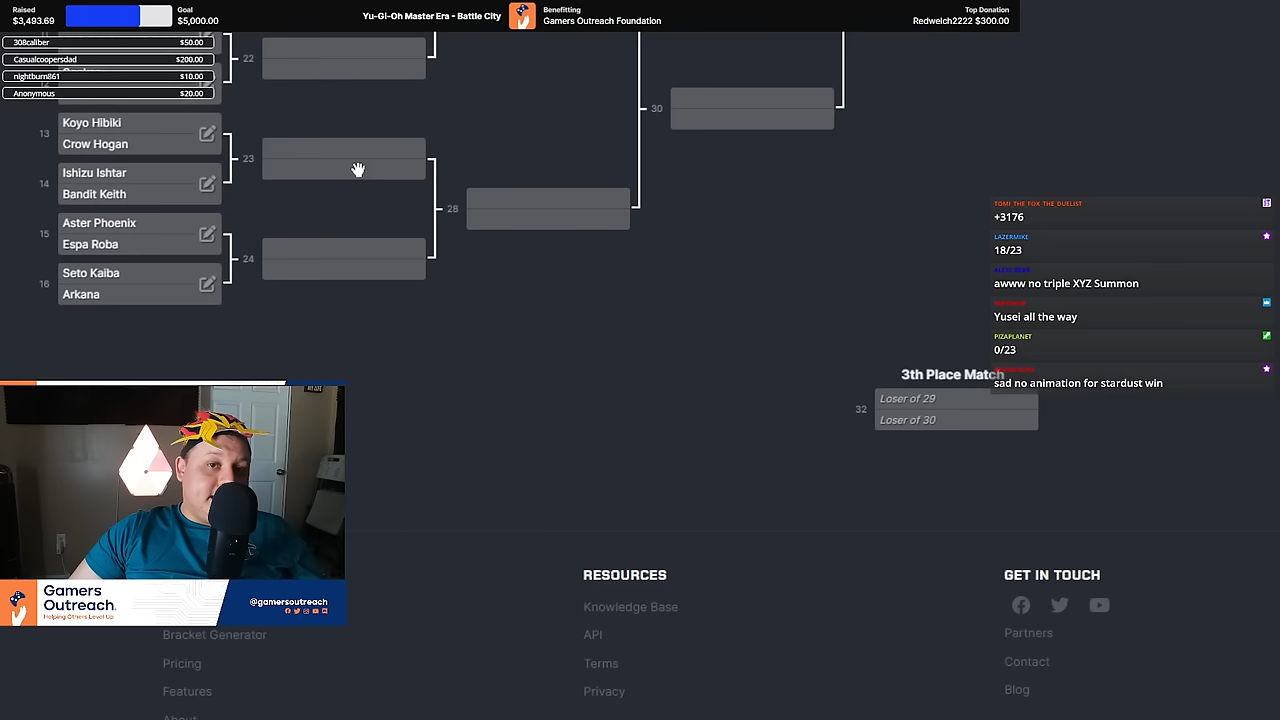 Raised
$3,493.69
Goal
$5,000.00
Yu-Gi-Oh Master Era - Battle City
Benefitting
Gamers Outreach Foundation
Top Donation
Redwelch2222 $300.00
308caliber $50.00
Casualcoopersdad $200.00
nightburn861 $10.00
Anonymous $20.00
22
13
Koyo Hibiki
Crow Hogan
23
14
Ishizu Ishtar
Bandit Keith
15
Aster Phoenix
Espa Roba
24
16
Seto Kaiba
Arkana
28
30
3th Place Match
32
Loser of 29
Loser of 30
TOMI_THE_FOX_THE_DUELIST
+3176
LAZERMIKE
18/23
awww no triple XYZ Summon
Yusei all the way
PIZAPLANET
0/23
sad no animation for stardust win
Gamers
Outreach
Helping Others Level Up
@gamersoutreach
Bracket Generator
Pricing
Features
About
RESOURCES
Knowledge Base
API
Terms
Privacy
GET IN TOUCH
Partners
Contact
Blog